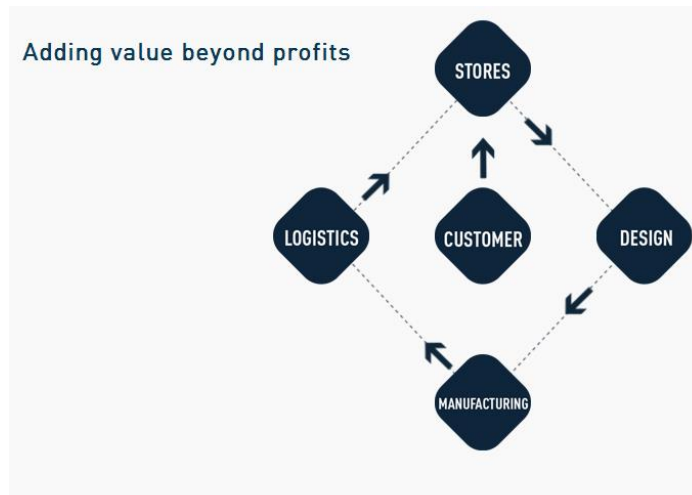 Adding value beyond profits
STORES
LOGISTICS
CUSTOMER
DESIGN
MANUFACTURING